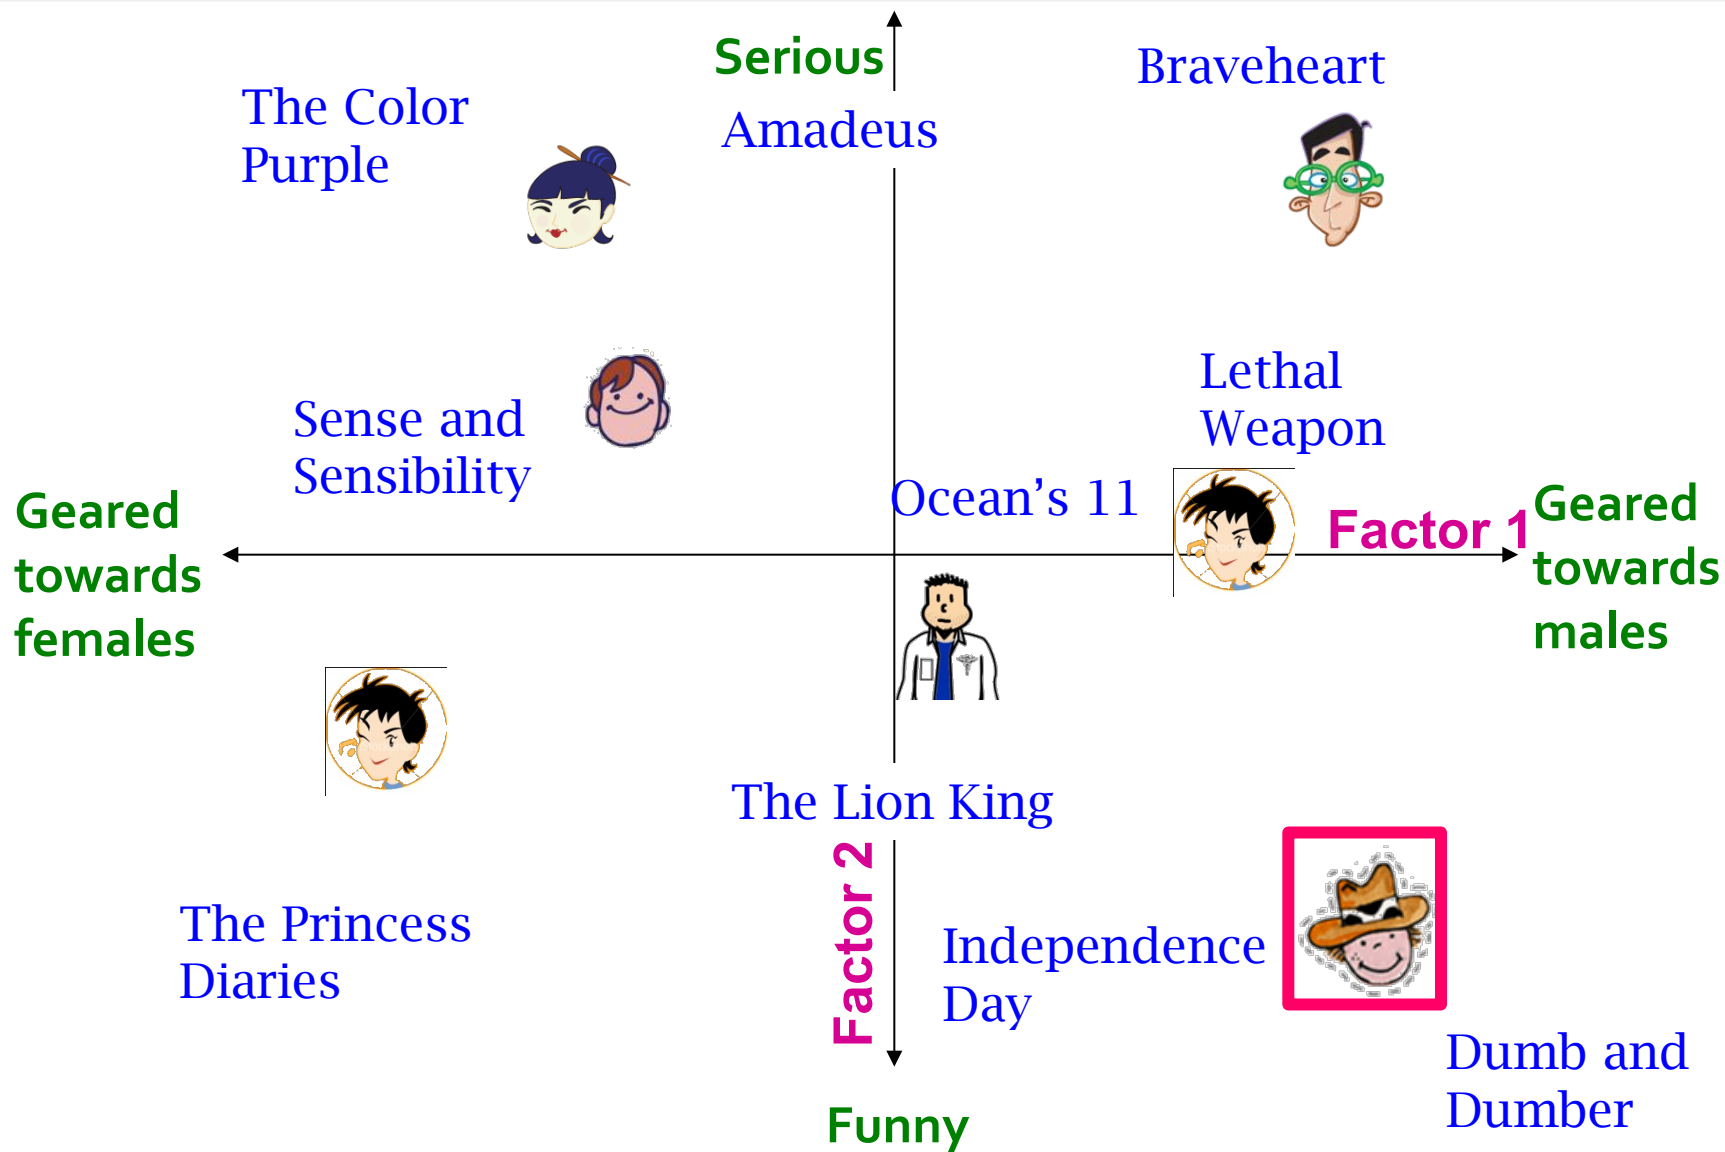 Serious
Braveheart
The Color
Purple
Amadeus
Lethal
Weapon
Sense and
Sensibility
Ocean’s 11
Geared
towards
females
Factor 1
Geared
towards
males
The Lion King
Factor 2
The Princess
Diaries
Independence
Day
Dumb and
Dumber
Funny